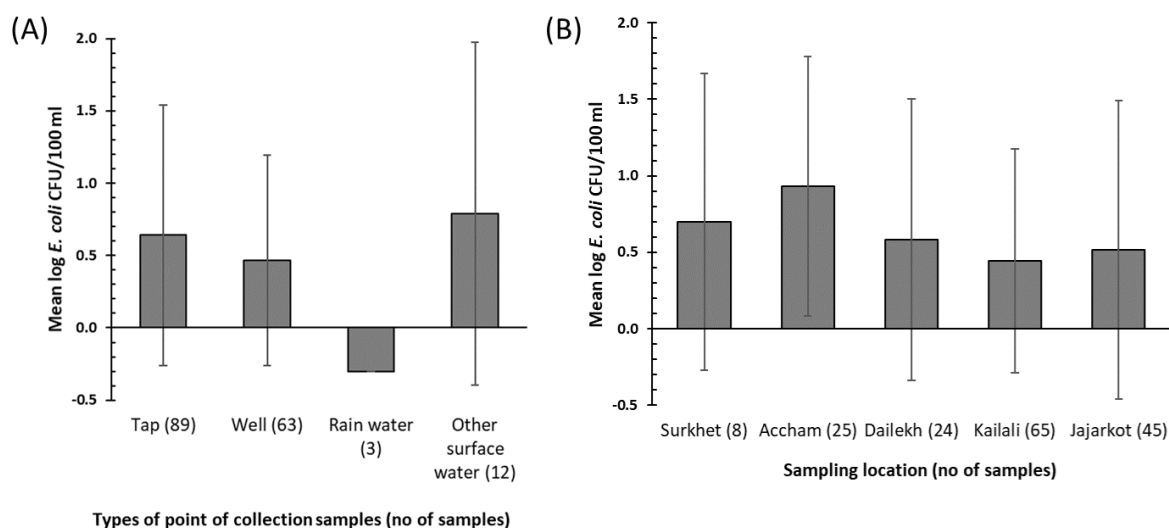 (A)
Mean log E. coli CFU/100 ml
2.0
1.5
1.0
0.5
0.0
-0.5
Tap (89)
Well (63)
Rain water
(3)
Other
surface
water (12)
Types of point of collection samples (no of samples)
(B)
Mean log E. coli CFU/100 ml
2.0
1.5
1.0
0.5
0.0
-0.5
Surkhet (8)
Accham (25)
Dailekh (24)
Kailali (65)
Jajarkot (45)
Sampling location (no of samples)